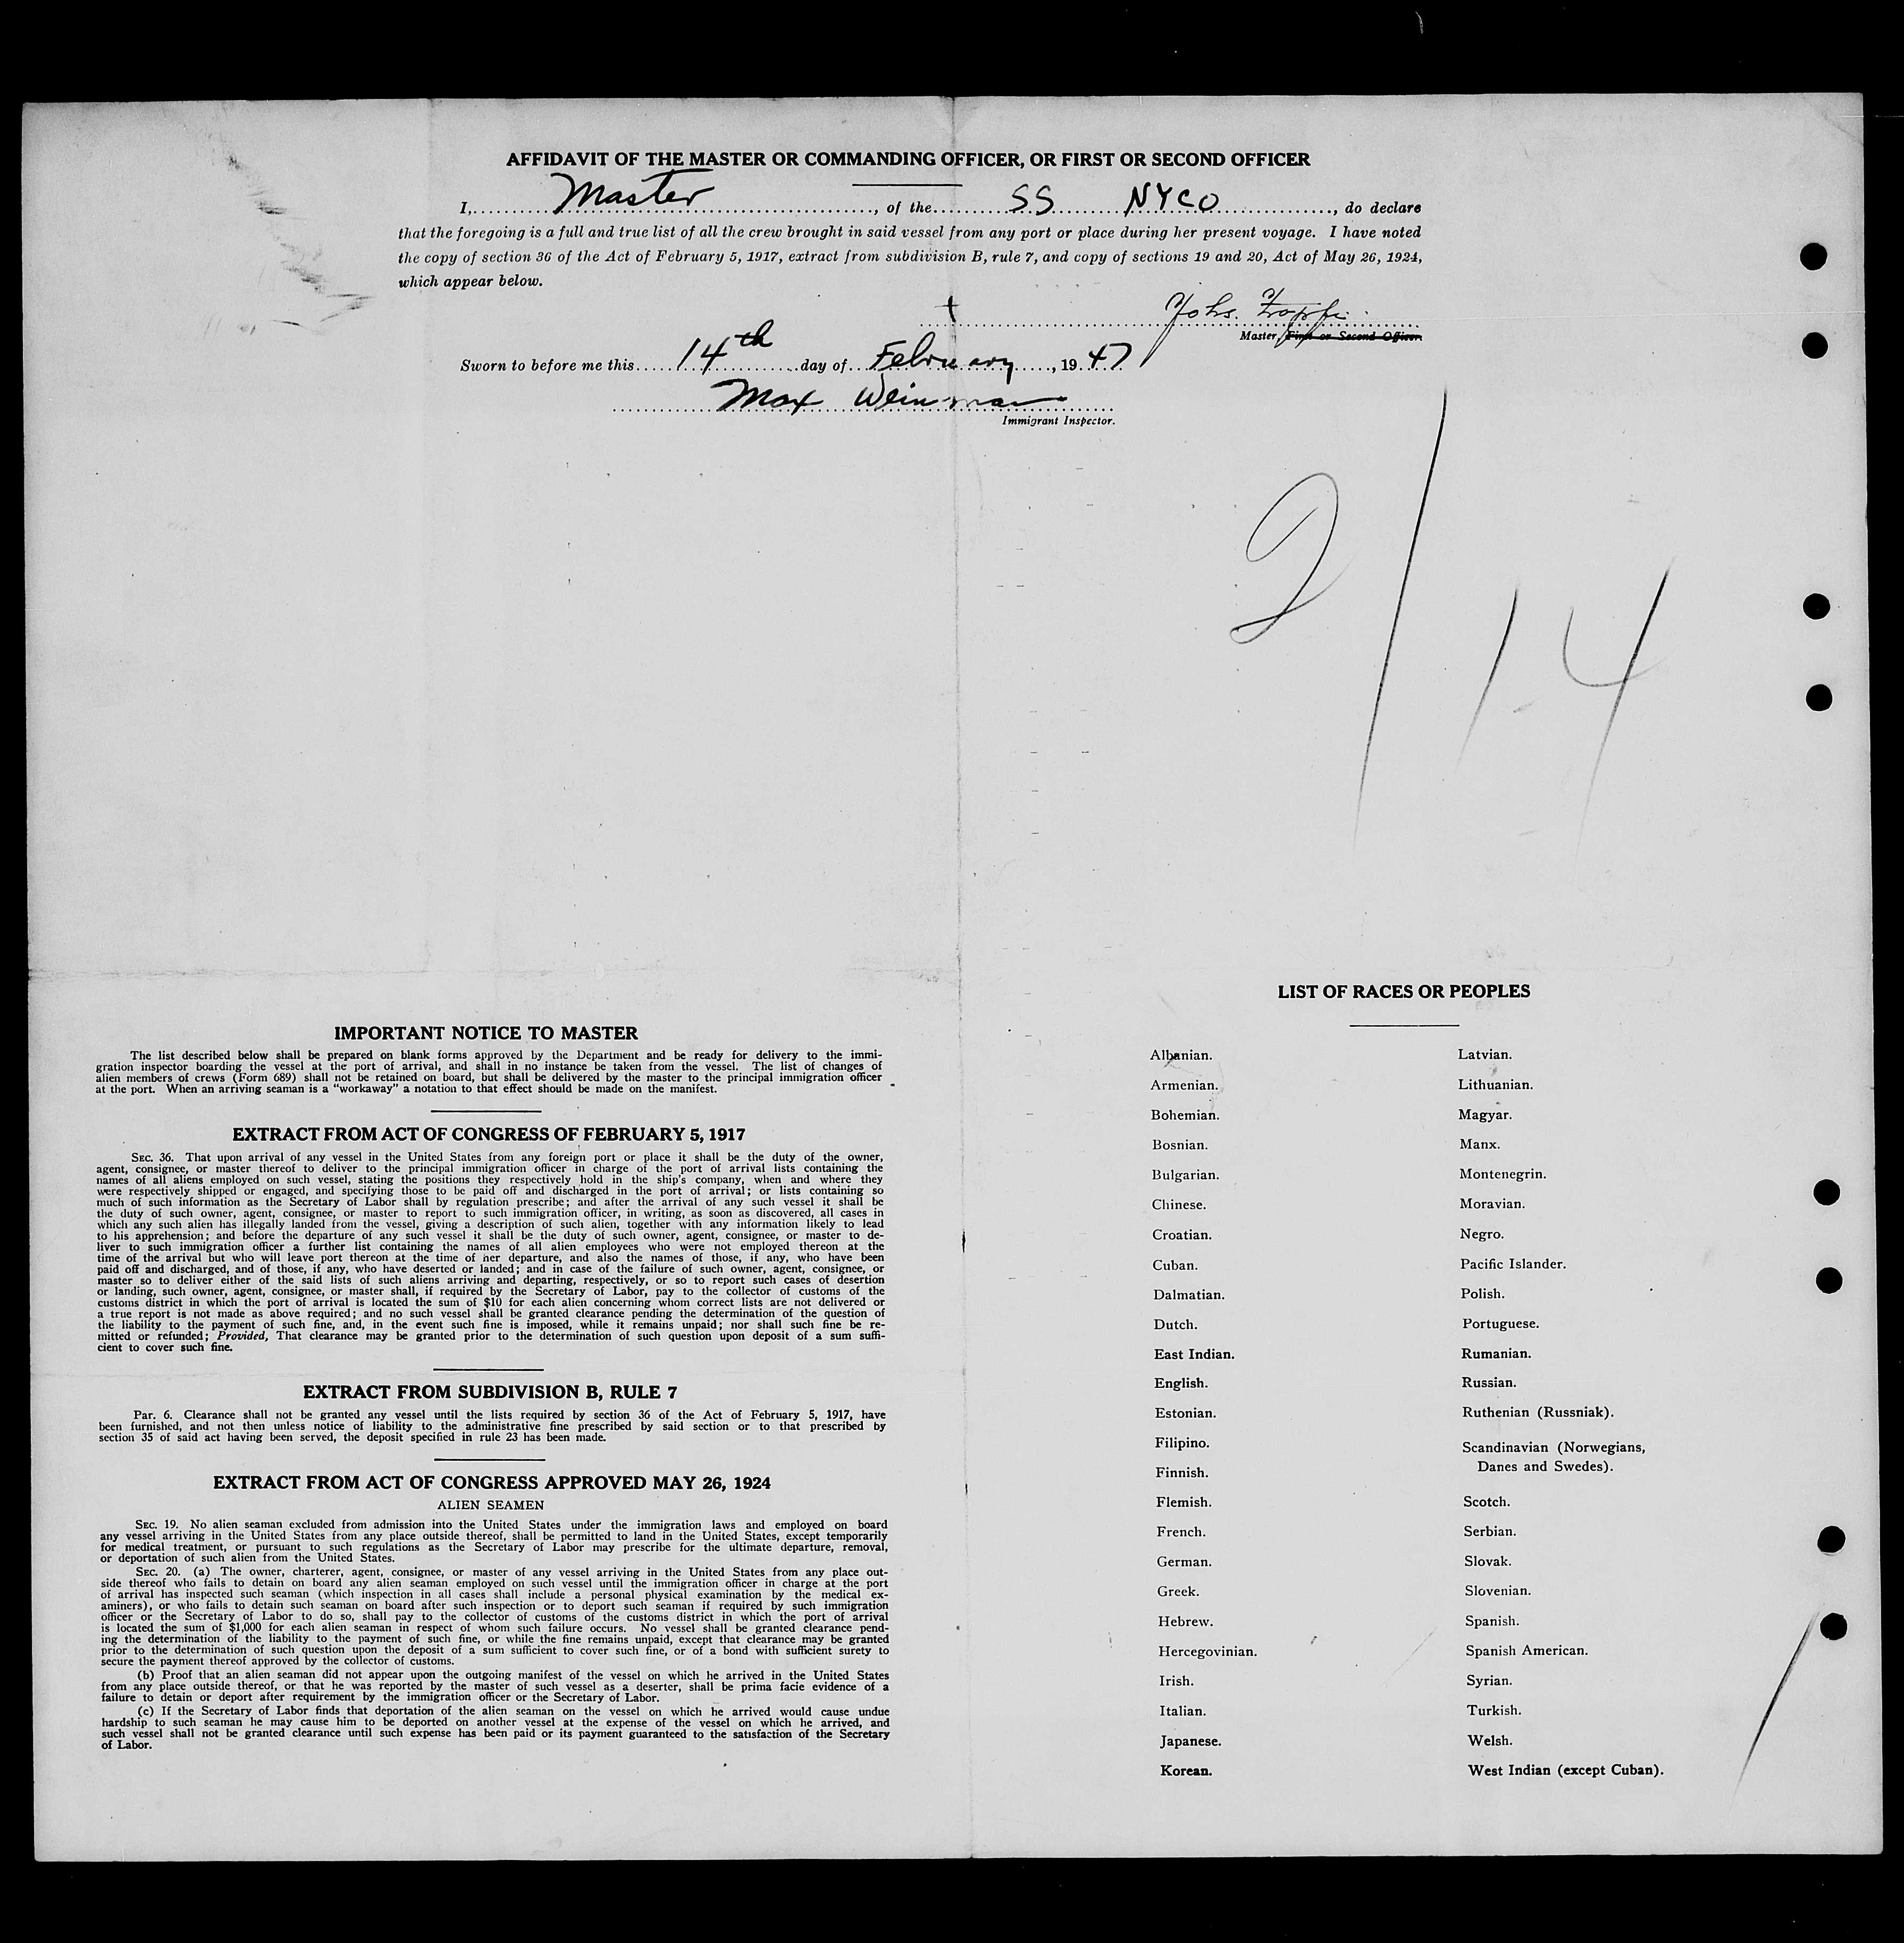 AFFIDAVIT OF THE MASTER OR COMMANDING OFFICER, OR FIRST OR SECOND OFFICER
I, Master, of the SS NYCO, do declare
that the foregoing is a full and true list of all the crew brought in said vessel from any port or place during her present voyage. I have noted
the copy of section 36 of the Act of February 5, 1917, extract from subdivision B, rule 7, and copy of sections 19 and 20, Act of May 26, 1924,
which appear below.
Johs.
Master, First or Second Officer.
Sworn to before me this 14th day of February, 1947
Max Weinman
Immigrant Inspector.
2/14
IMPORTANT NOTICE TO MASTER
The list described below shall be prepared on blank forms approved by the Department and be ready for delivery to the immi-
gration inspector boarding the vessel at the port of arrival, and shall in no instance be taken from the vessel. The list of changes of
alien members of crews (Form 689) shall not be retained on board, but shall be delivered by the master to the principal immigration officer
at the port. When an arriving seaman is a "workaway" a notation to that effect should be made on the manifest.
EXTRACT FROM ACT OF CONGRESS OF FEBRUARY 5, 1917
SEC. 36. That upon arrival of any vessel in the United States from any foreign port or place it shall be the duty of the owner,
agent, consignee, or master thereof to deliver to the principal immigration officer in charge of the port of arrival lists containing the
names of all aliens employed on such vessel, stating the positions they respectively hold in the ship's company, when and where they
were respectively shipped or engaged, and specifying those to be paid off and discharged in the port of arrival; or lists containing so
much of such information as the Secretary of Labor shall by regulation prescribe; and after the arrival of any such vessel it shall be
the duty of such owner, agent, consignee, or master to report to such immigration officer, in writing, as soon as discovered, all cases in
which any such alien has illegally landed from the vessel, giving a description of such alien, together with any information likely to lead
to his apprehension; and before the departure of any such vessel it shall be the duty of such owner, agent, consignee, or master to de-
liver to such immigration officer a further list containing the names of all alien employees who were not employed thereon at the
time of the arrival but who will leave port thereon at the time of her departure, and also the names of those, if any, who have been
paid off and discharged, and of those, if any, who have deserted or landed; and in case of the failure of such owner, agent, consignee, or
master so to deliver either of the said lists of such aliens arriving and departing, respectively, or so to report such cases of desertion
or landing, such owner, agent, consignee, or master shall, if required by the Secretary of Labor, pay to the collector of customs of the
customs district in which the port of arrival is located the sum of $10 for each alien concerning whom correct lists are not delivered or
a true report is not made as above required; and no such vessel shall be granted clearance pending the determination of the question of
the liability to the payment of such fine, and, in the event such fine is imposed, while it remains unpaid; nor shall such fine be re-
mitted or refunded; Provided, That clearance may be granted prior to the determination of such question upon deposit of a sum suffi-
cient to cover such fine.
EXTRACT FROM SUBDIVISION B, RULE 7
Par. 6. Clearance shall not be granted any vessel until the lists required by section 36 of the Act of February 5, 1917, have
been furnished, and not then unless notice of liability to the administrative fine prescribed by said section or to that prescribed by
section 35 of said act having been served, the deposit specified in rule 23 has been made.
EXTRACT FROM ACT OF CONGRESS APPROVED MAY 26, 1924
ALIEN SEAMEN
SEC. 19. No alien seaman excluded from admission into the United States under the immigration laws and employed on board
any vessel arriving in the United States from any place outside thereof, shall be permitted to land in the United States, except temporarily
for medical treatment, or pursuant to such regulations as the Secretary of Labor may prescribe for the ultimate departure, removal,
or deportation of such alien from the United States.
SEC. 20. (a) The owner, charterer, agent, consignee, or master of any vessel arriving in the United States from any place out-
side thereof who fails to detain on board any alien seaman employed on such vessel until the immigration officer in charge at the port
of arrival has inspected such seaman (which inspection in all cases shall include a personal physical examination by the medical ex-
aminers), or who fails to detain such seaman on board after such inspection or to deport such seaman if required by such immigration
officer or the Secretary of Labor to do so, shall pay to the collector of customs of the customs district in which the port of arrival
is located the sum of $1,000 for each alien seaman in respect of whom such failure occurs. No vessel shall be granted clearance pend-
ing the determination of the liability to the payment of such fine, or while the fine remains unpaid, except that clearance may be granted
prior to the determination of such question upon the deposit of a sum sufficient to cover such fine, or of a bond with sufficient surety to
secure the payment thereof approved by the collector of customs.
(b) Proof that an alien seaman did not appear upon the outgoing manifest of the vessel on which he arrived in the United States
from any place outside thereof, or that he was reported by the master of such vessel as a deserter, shall be prima facie evidence of a
failure to detain or deport after requirement by the immigration officer or the Secretary of Labor.
(c) If the Secretary of Labor finds that deportation of the alien seaman on the vessel on which he arrived would cause undue
hardship to such seaman he may cause him to be deported on another vessel at the expense of the vessel on which he arrived, and
such vessel shall not be granted clearance until such expense has been paid or its payment guaranteed to the satisfaction of the Secretary
of Labor.
LIST OF RACES OR PEOPLES
Albanian.
Armenian.
Bohemian.
Bosnian.
Bulgarian.
Chinese.
Croatian.
Cuban.
Dalmatian.
Dutch.
East Indian.
English.
Estonian.
Filipino.
Finnish.
Flemish.
French.
German.
Greek.
Hebrew.
Hercegovinian.
Irish.
Italian.
Japanese.
Korean.
Latvian.
Lithuanian.
Magyar.
Manx.
Montenegrin.
Moravian.
Negro.
Pacific Islander.
Polish.
Portuguese.
Rumanian.
Russian.
Ruthenian (Russniak).
Scandinavian (Norwegians,
Danes and Swedes).
Scotch.
Serbian.
Slovak.
Slovenian.
Spanish.
Spanish American.
Syrian.
Turkish.
Welsh.
West Indian (except Cuban).